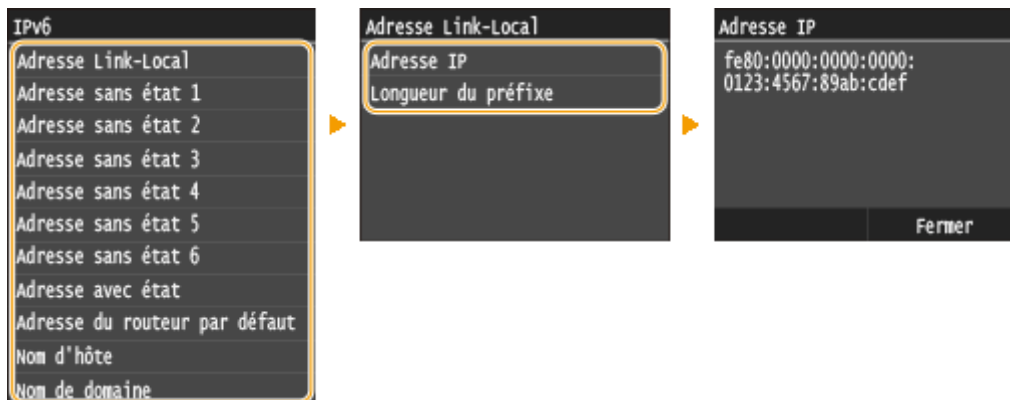 IPv6
Adresse Link-Local
Adresse sans état 1
Adresse sans état 2
Adresse sans état 3
Adresse sans état 4
Adresse sans état 5
Adresse sans état 6
Adresse avec état
Adresse du routeur par défaut
Nom d'hôte
Nom de domaine
Adresse Link-Local
Adresse IP
Longueur du préfixe
Adresse IP
fe80:0000:0000:0000:
0123:4567:89ab:cdef
Fermer